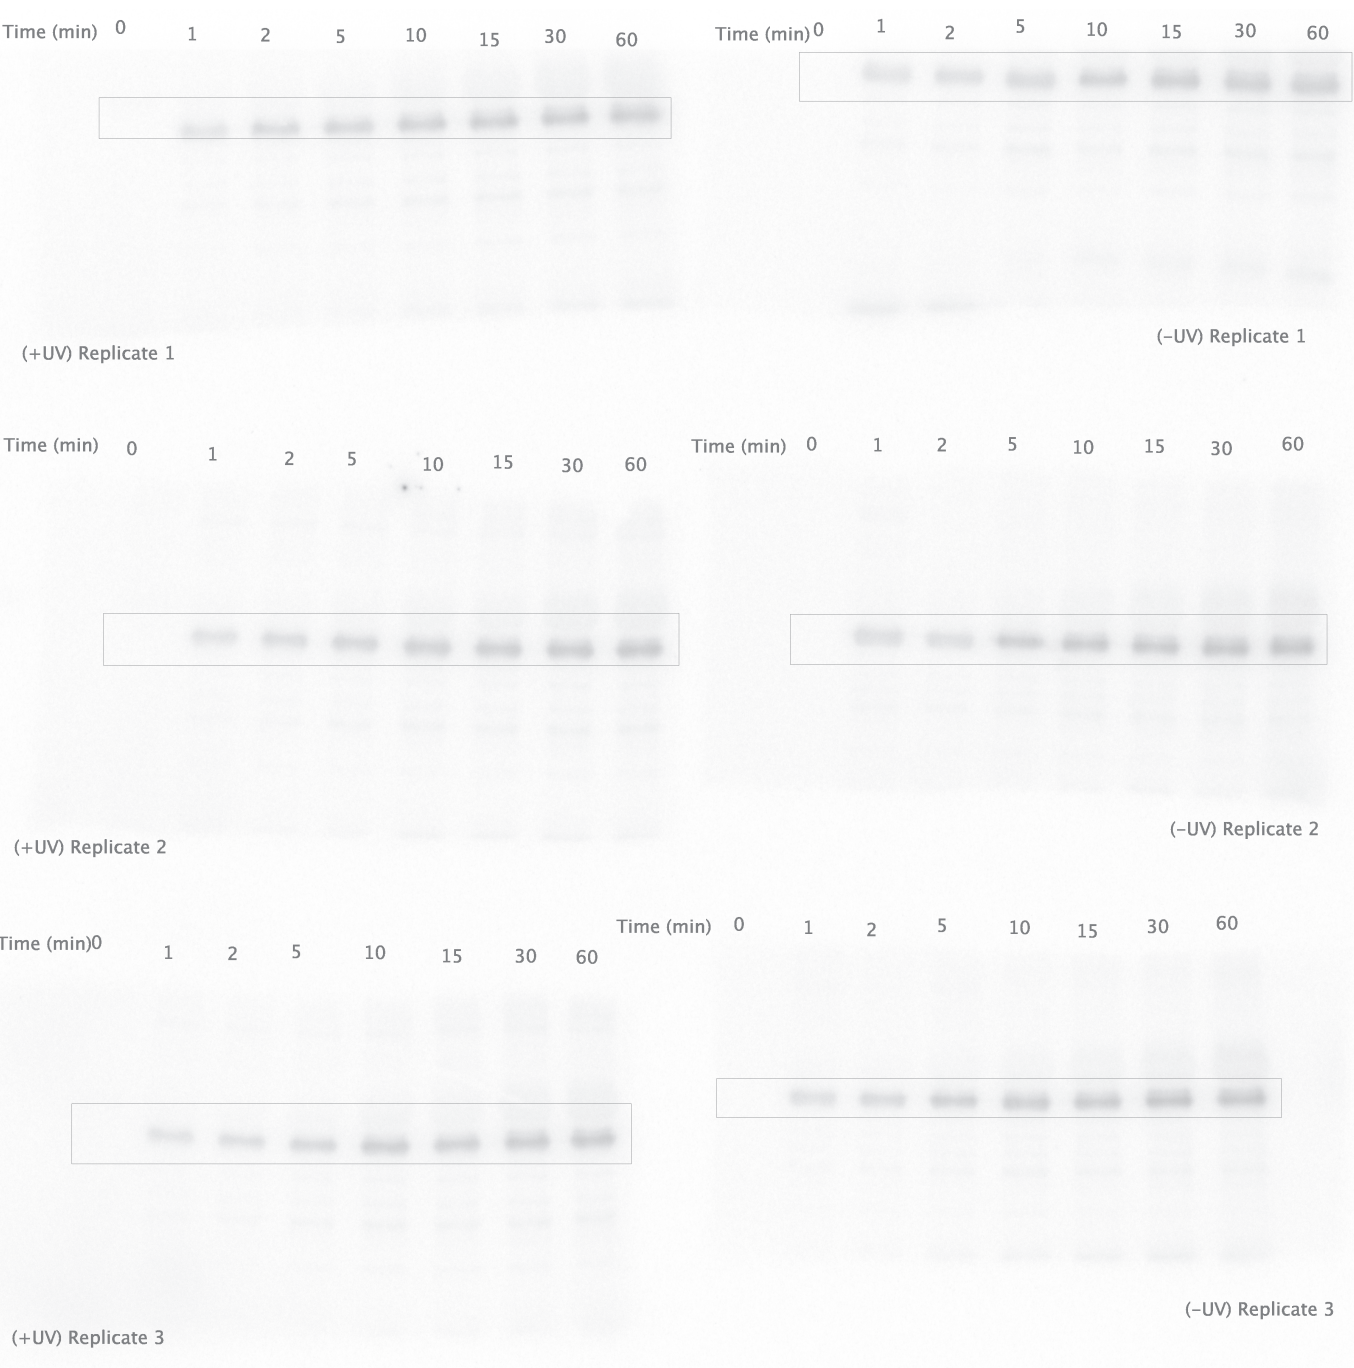 Time (min) 0 1 2 5 10 15 30 60
Time (min) 0 1 2 5 10 15 30 60
(+UV) Replicate 1
(-UV) Replicate 1
Time (min) 0 1 2 5 10 15 30 60
Time (min) 0 1 2 5 10 15 30 60
(+UV) Replicate 2
(-UV) Replicate 2
Time (min)0 1 2 5 10 15 30 60
Time (min) 0 1 2 5 10 15 30 60
(+UV) Replicate 3
(-UV) Replicate 3